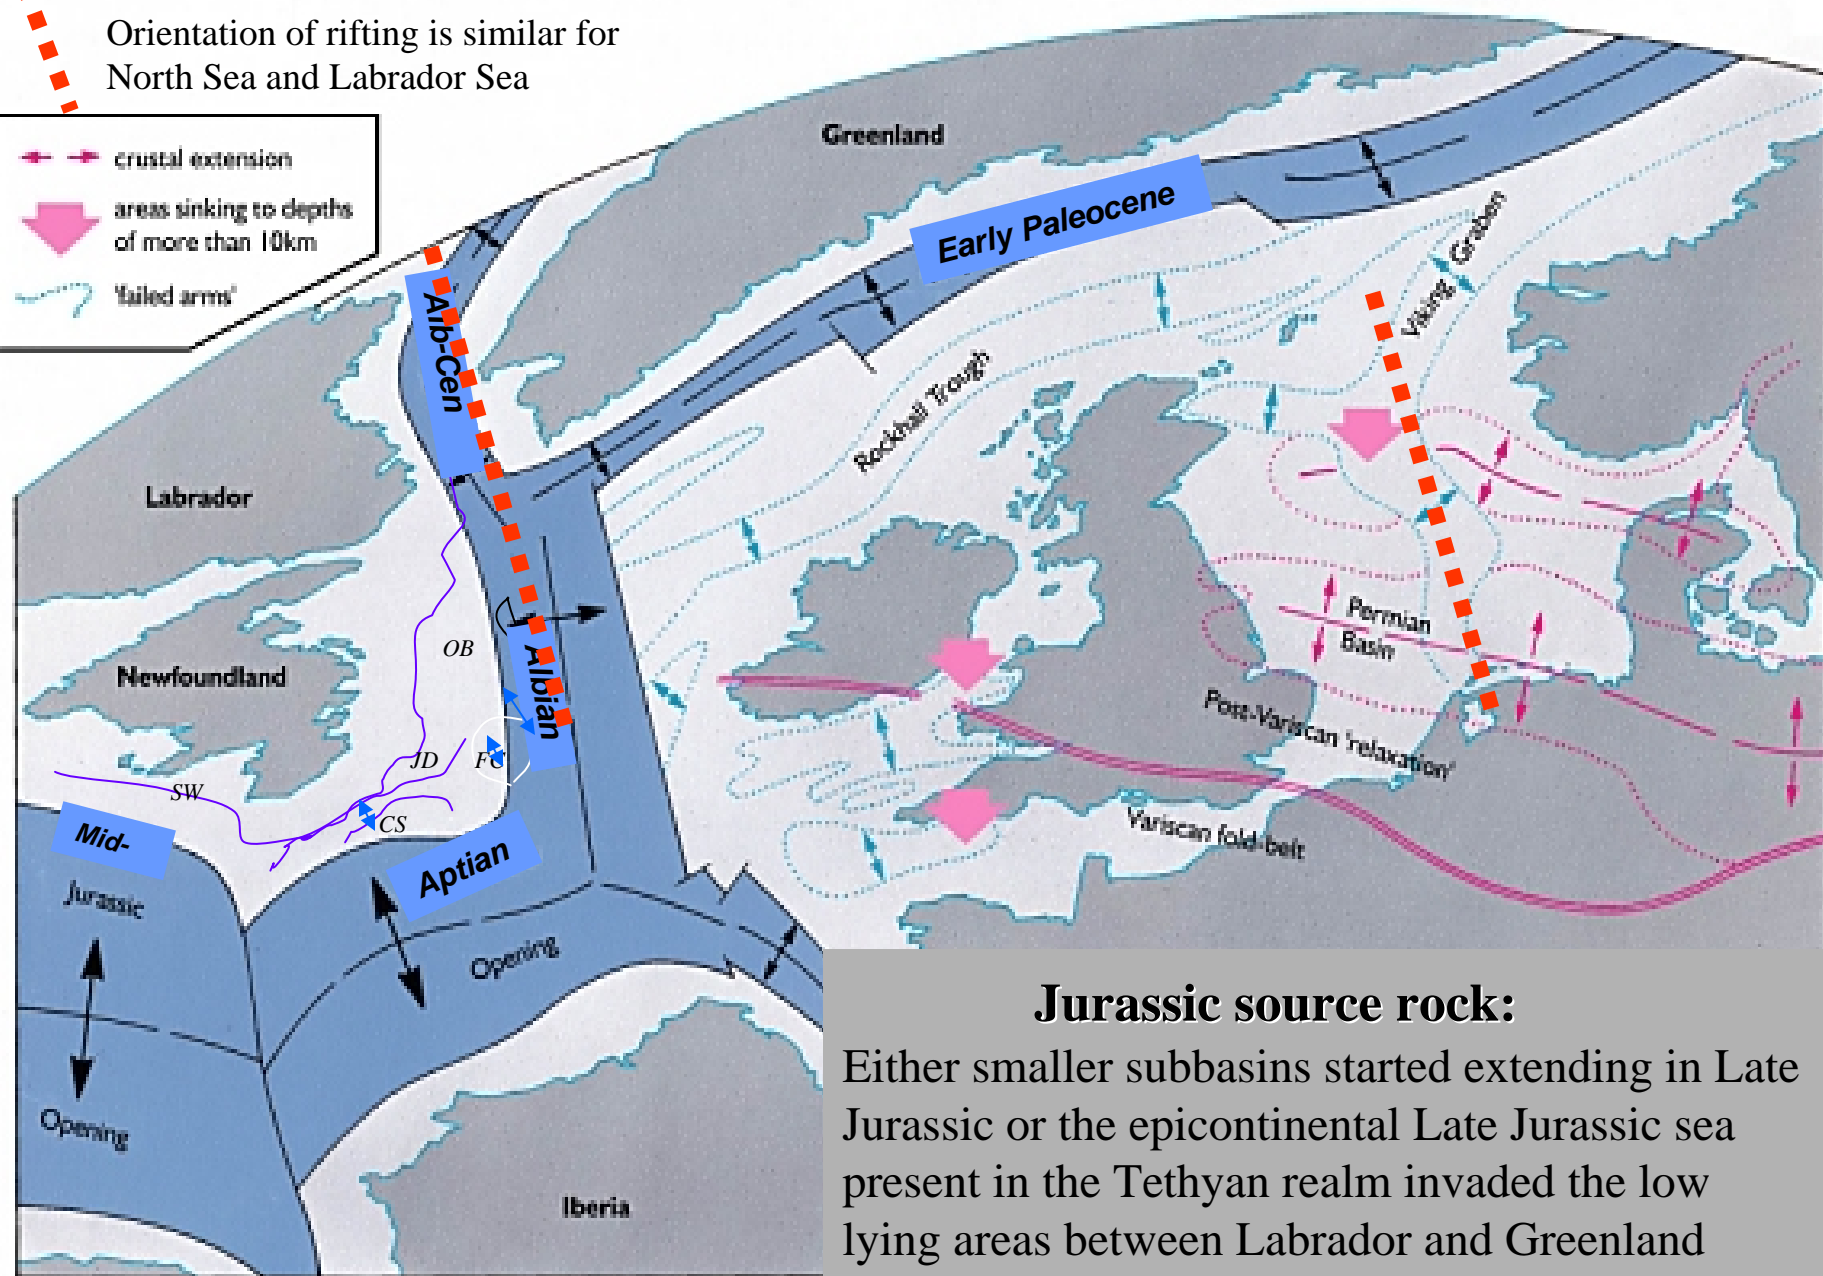 Orientation of rifting is similar for
North Sea and Labrador Sea
crustal extension
areas sinking to depths
of more than 10km
'failed arms'
Greenland
Early Paleocene
Alb-Cen
Viking Graben
Rockhall Trough
Labrador
Newfoundland
OB
Albian
JD
FC
SW
CS
Mid-
Jurassic
Opening
Aptian
Opening
Iberia
Permian
Basin
Post-Variscan 'relaxation'
Variscan fold-belt
Jurassic source rock:
Either smaller subbasins started extending in Late
Jurassic or the epicontinental Late Jurassic sea
present in the Tethyan realm invaded the low
lying areas between Labrador and Greenland